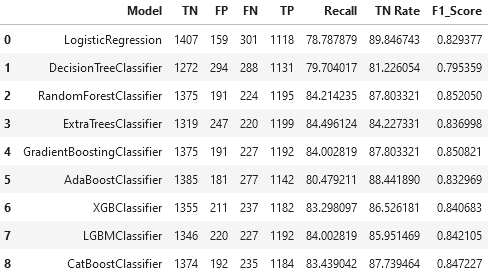 Model TN FP FN TP Recall TN Rate F1_Score
0 LogisticRegression 1407 159 301 1118 78.787879 89.846743 0.829377
1 DecisionTreeClassifier 1272 294 288 1131 79.704017 81.226054 0.795359
2 RandomForestClassifier 1375 191 224 1195 84.214235 87.803321 0.852050
3 ExtraTreesClassifier 1319 247 220 1199 84.496124 84.227331 0.836998
4 GradientBoostingClassifier 1375 191 227 1192 84.002819 87.803321 0.850821
5 AdaBoostClassifier 1385 181 277 1142 80.479211 88.441890 0.832969
6 XGBClassifier 1355 211 237 1182 83.298097 86.526181 0.840683
7 LGBMClassifier 1346 220 227 1192 84.002819 85.951469 0.842105
8 CatBoostClassifier 1374 192 235 1184 83.439042 87.739464 0.847227